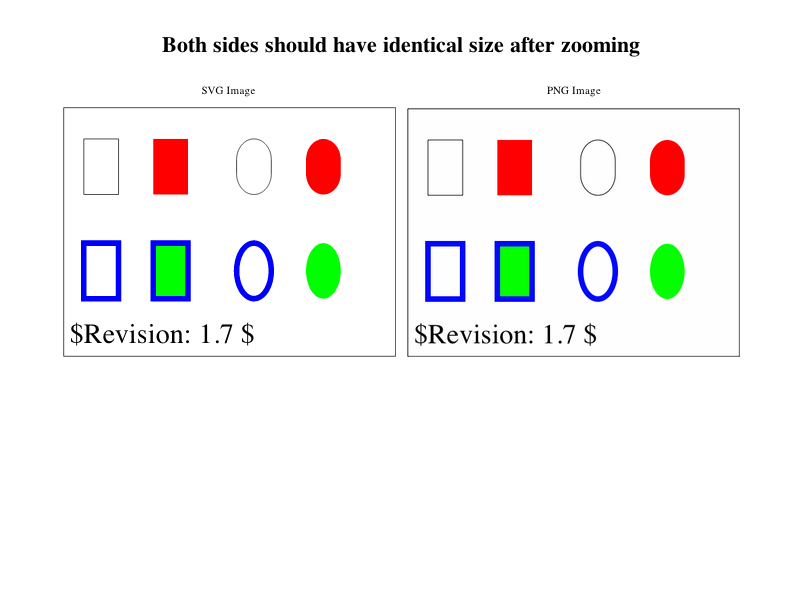 Both sides should have identical size after zooming
SVG Image
PNG Image
$Revision: 1.7 $
$Revision: 1.7 $